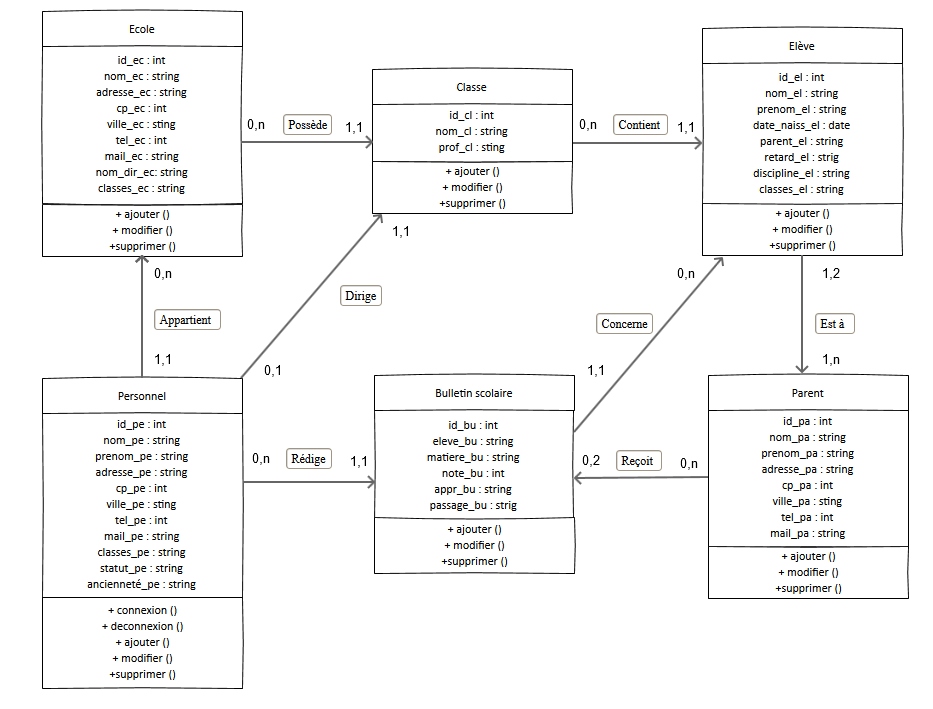 Ecole
id_ec : int
nom_ec : string
adresse_ec : string
cp_ec : int
ville_ec : sting
tel_ec : int
mail_ec : string
nom_dir_ec: string
classes_ec : string
+ ajouter ()
+ modifier ()
+supprimer ()
0,n
Possède
1,1
Classe
id_cl : int
nom_cl : string
prof_cl : sting
+ ajouter ()
+ modifier ()
+supprimer ()
0,n
Contient
1,1
Elève
id_el : int
nom_el : string
prenom_el : string
date_naiss_el : date
parent_el : string
retard_el : strig
discipline_el : string
classes_el : string
+ ajouter ()
+ modifier ()
+supprimer ()
0,n
Appartient
1,1
1,1
Dirige
0,1
0,n
Concerne
1,1
1,2
Est à
1,n
Personnel
id_pe : int
nom_pe : string
prenom_pe : string
adresse_pe : string
cp_pe : int
ville_pe : sting
tel_pe : int
mail_pe : string
classes_pe : string
statut_pe : string
ancienneté_pe : string
+ connexion ()
+ deconnexion ()
+ ajouter ()
+ modifier ()
+supprimer ()
0,n
Rédige
1,1
Bulletin scolaire
id_bu : int
eleve_bu : string
matiere_bu : string
note_bu : int
appr_bu : string
passage_bu : strig
+ ajouter ()
+ modifier ()
+supprimer ()
0,2
Reçoit
0,n
Parent
id_pa : int
nom_pa : string
prenom_pa : string
adresse_pa : string
cp_pa : int
ville_pa : sting
tel_pa : int
mail_pa : string
+ ajouter ()
+ modifier ()
+supprimer ()